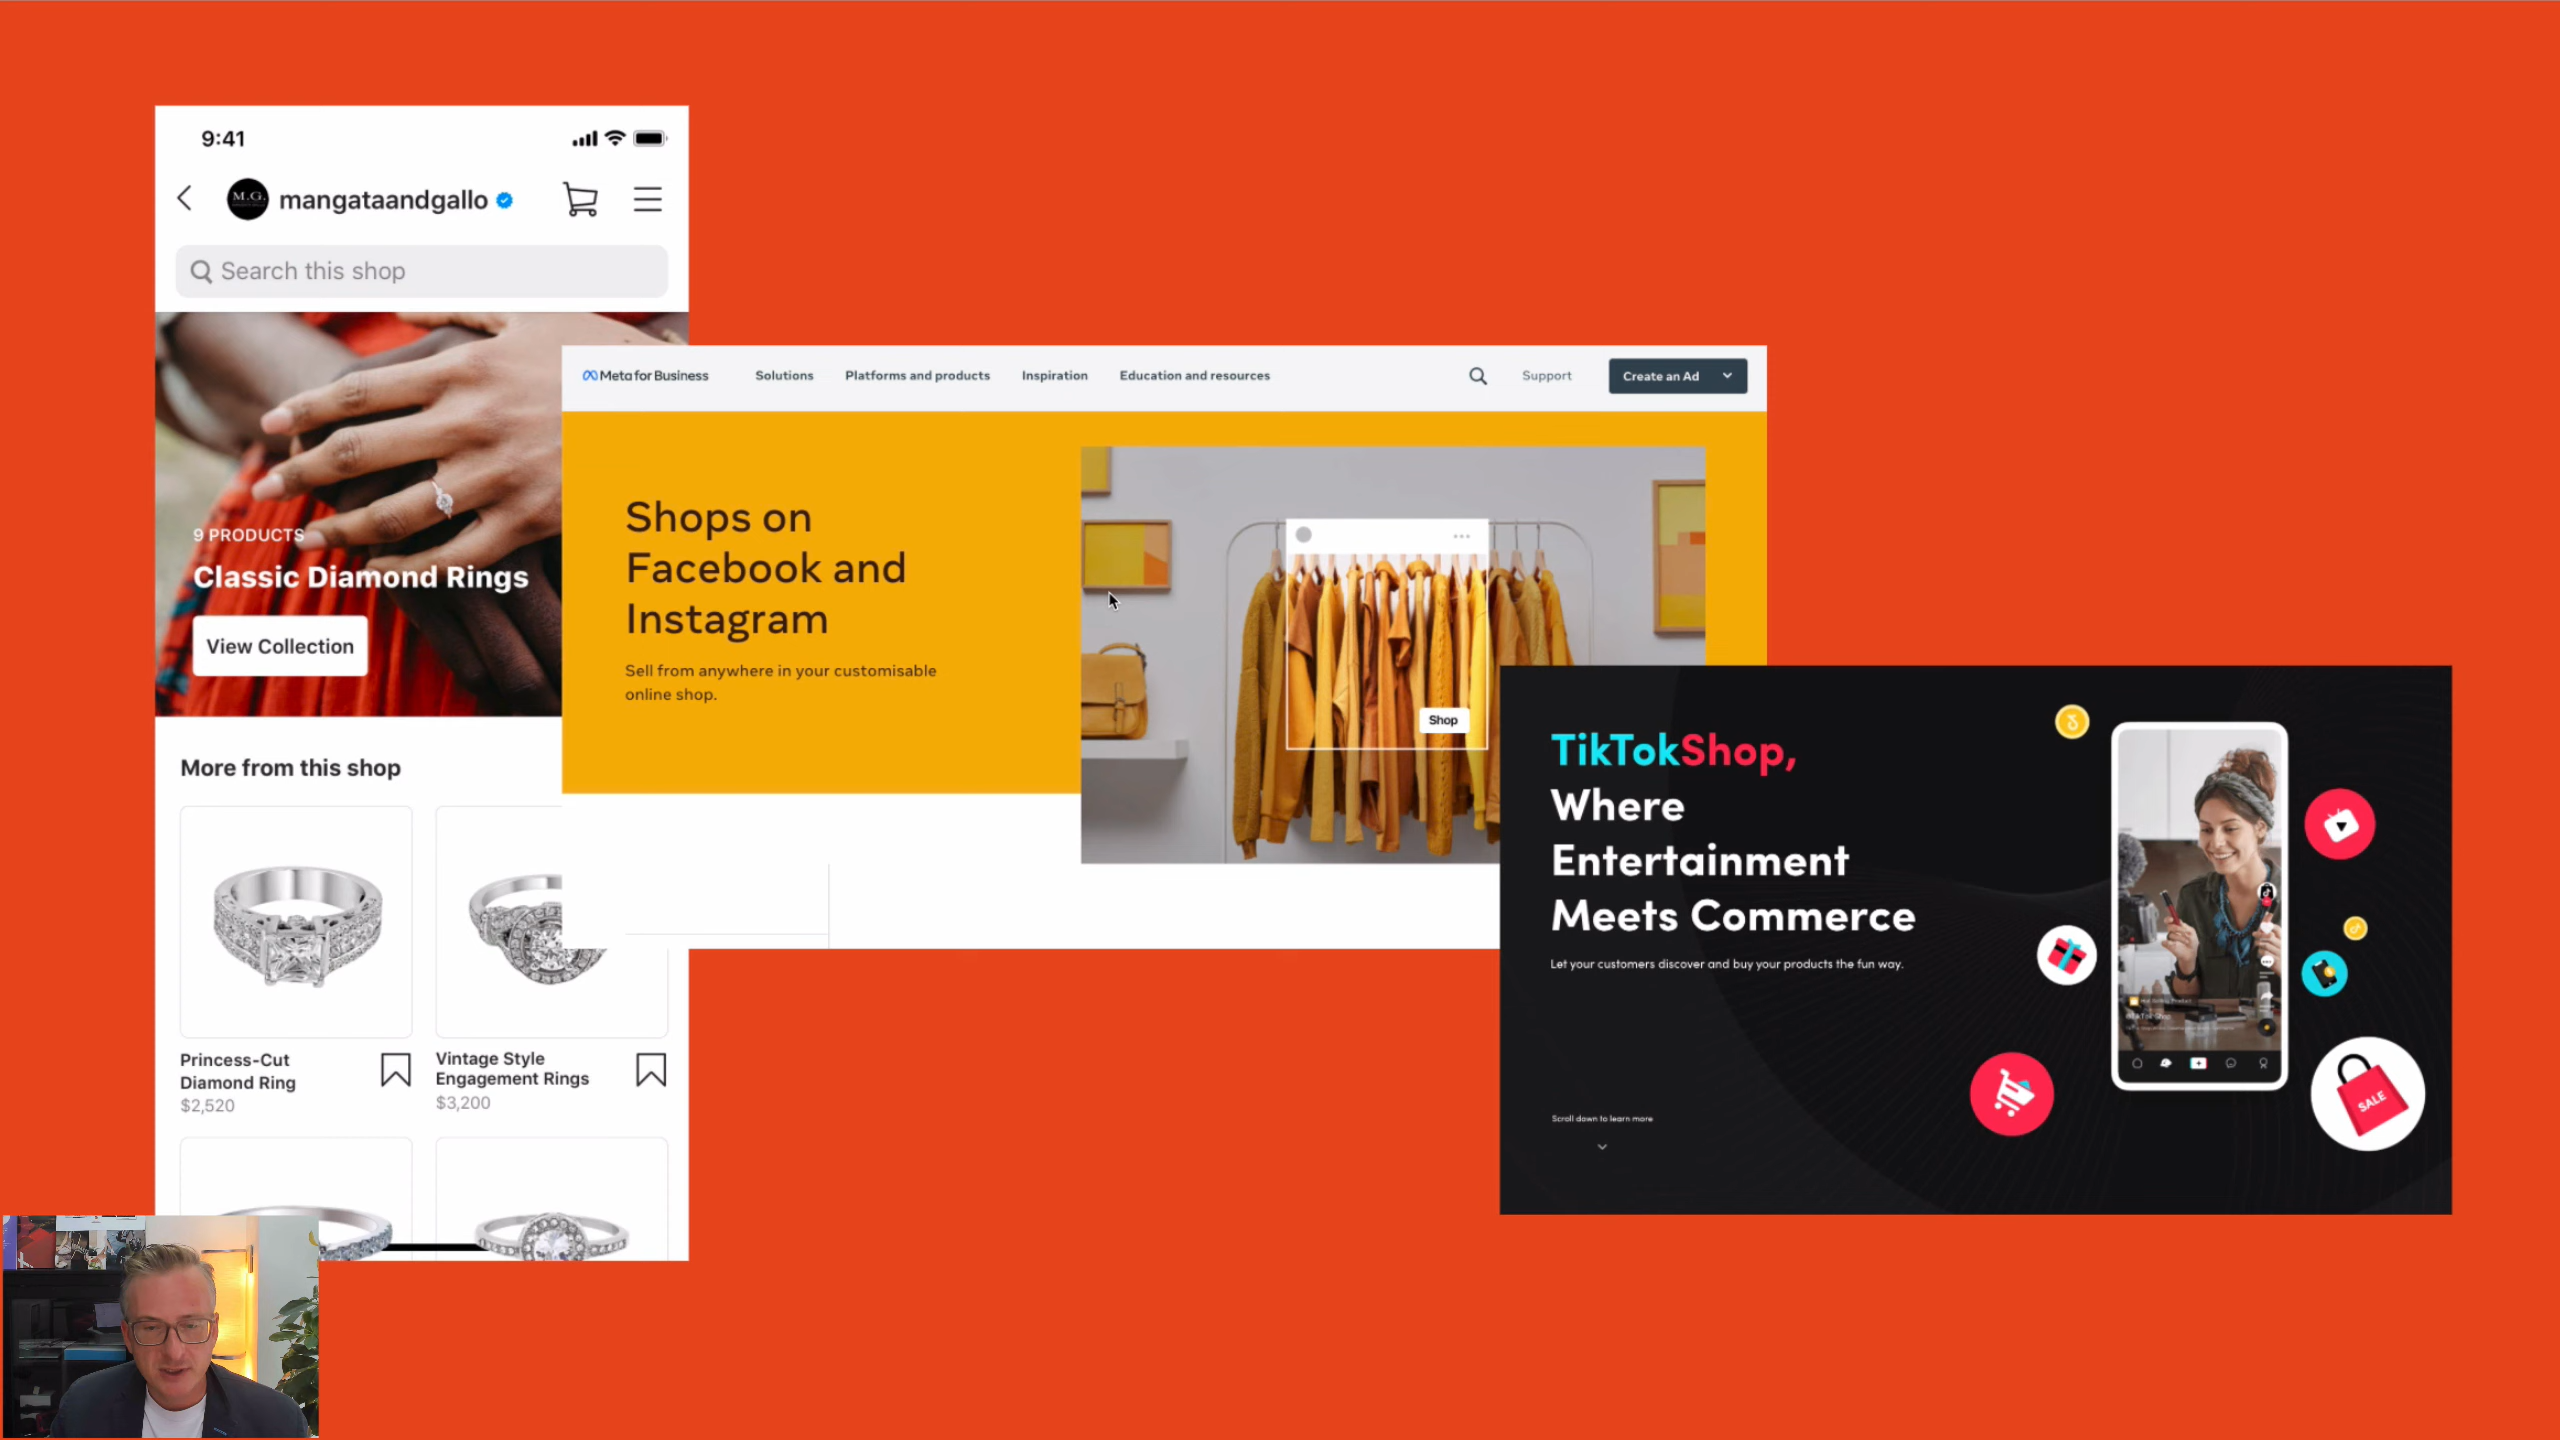 9:41
M.G.
mangataandgallo
Search this shop
9 PRODUCTS
Classic Diamond Rings
View Collection
More from this shop
Princess-Cut
Diamond Ring
$2,520
Vintage Style
Engagement Rings
$3,200
Meta for Business
Solutions
Platforms and products
Inspiration
Education and resources
Support
Create an Ad
Shops on
Facebook and
Instagram
Sell from anywhere in your customisable
online shop.
Shop
TikTokShop,
Where
Entertainment
Meets Commerce
Let your customers discover and buy your products the fun way.
Scroll down to learn more
SALE